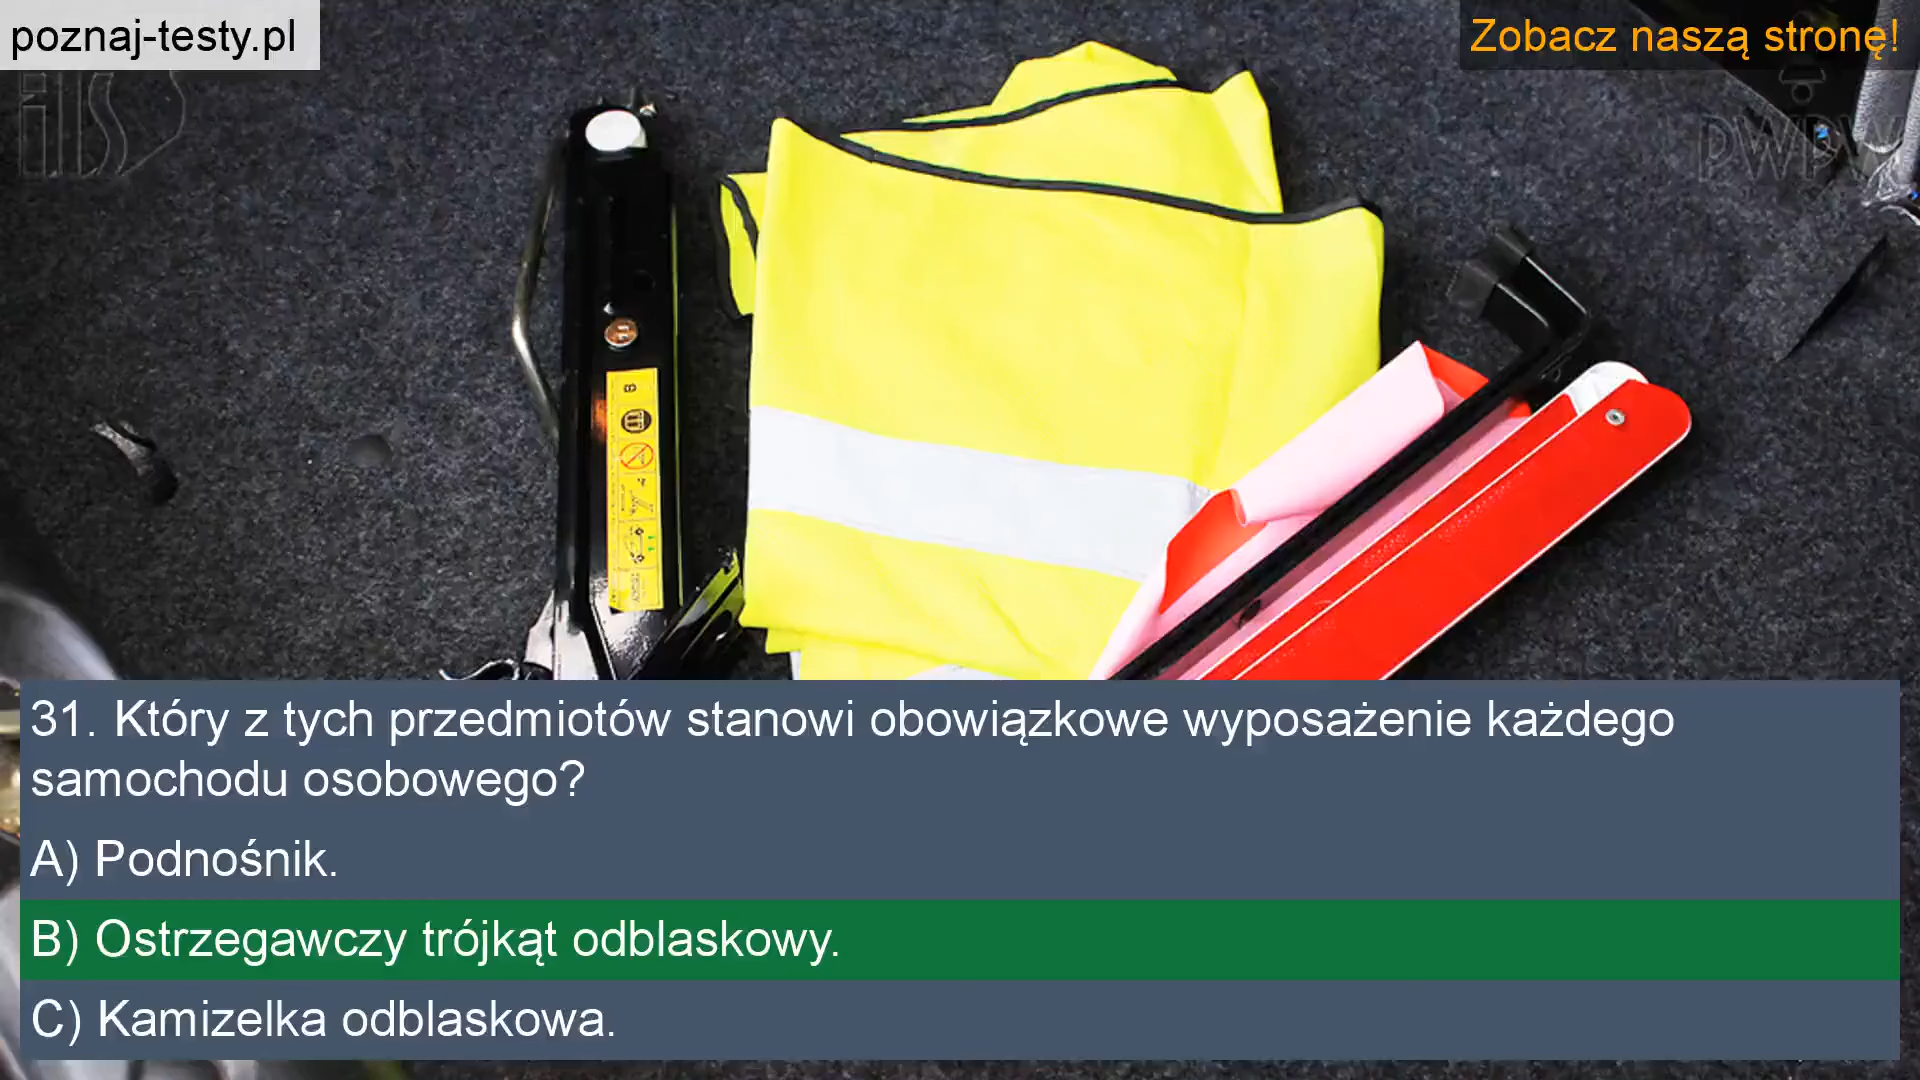 poznaj-testy.pl
Zobacz naszą stronę!
PWPW
31. Który z tych przedmiotów stanowi obowiązkowe wyposażenie każdego
samochodu osobowego?
A) Podnośnik.
B) Ostrzegawczy trójkąt odblaskowy.
C) Kamizelka odblaskowa.